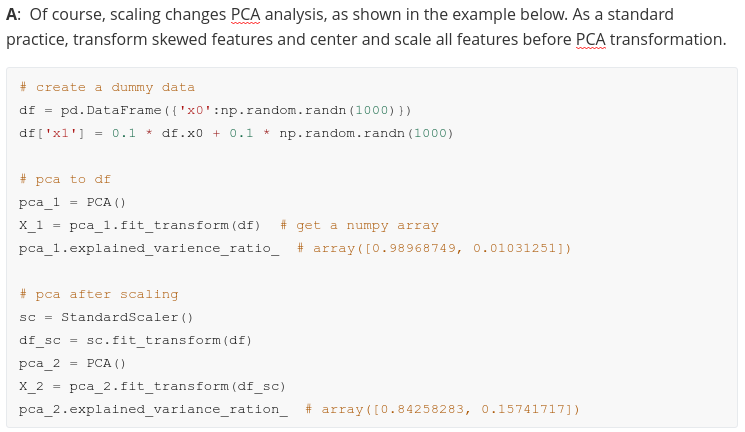 A:  Of course, scaling changes PCA analysis, as shown in the example below. As a standard
practice, transform skewed features and center and scale all features before PCA transformation.
# create a dummy data
df = pd.DataFrame({'x0':np.random.randn(1000)})
df['x1'] = 0.1 * df.x0 + 0.1 * np.random.randn(1000)
# pca to df
pca_1 = PCA()
X_1 = pca_1.fit_transform(df)  # get a numpy array
pca_1.explained_varience_ratio_  # array([0.98968749, 0.01031251])
# pca after scaling
sc = StandardScaler()
df_sc = sc.fit_transform(df)
pca_2 = PCA()
X_2 = pca_2.fit_transform(df_sc)
pca_2.explained_variance_ration_  # array([0.84258283, 0.15741717])